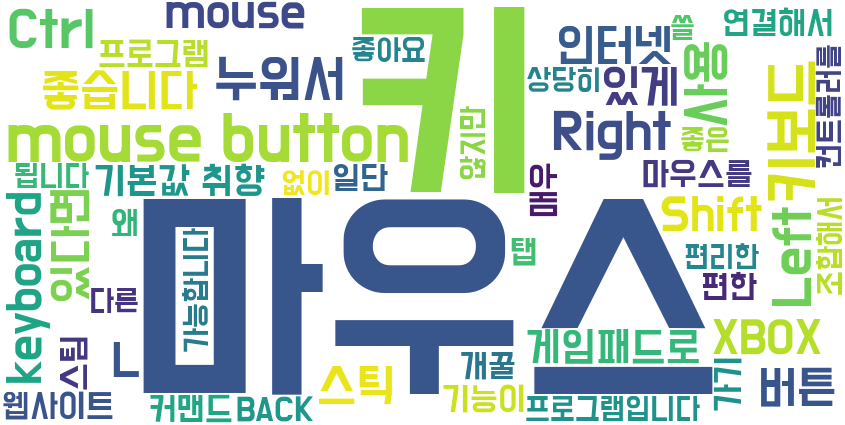 Ctrl
mouse
키
프로그램
좋아요
인터넷
쓸
연결해서
좋습니다
누워서
상당히
있게
용사
좋은
컨트롤러를
키보드
mouse button
Right
않지만
됩니다
기본값
취향
없이
일단
매우
마우스를
keyboard
있다면
왜
마우스
가능합니다
탭
Shift
Left
조합해서
편리한
편한
다른
스팀
ㄴ
스틱
개꿀
게임패드로
XBOX
웹사이트
커맨드
BACK
기능이
프로그램입니다
가기
버튼